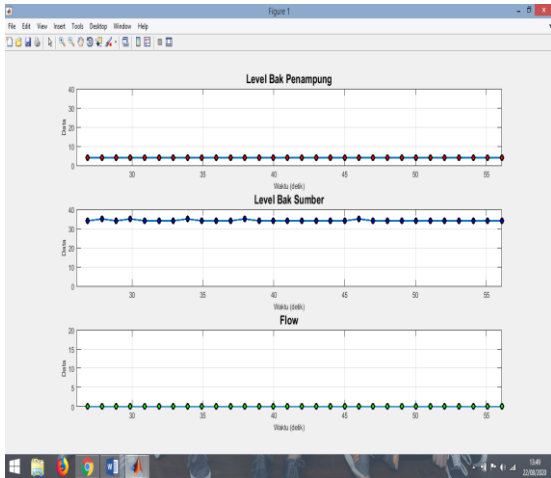 Figure 1
File Edit View Insert Tools Desktop Window Help
Level Bak Penampung
40
30
20
10
0
Data
30 35 40 45 50 55
Waktu (detik)
Level Bak Sumber
40
30
20
10
0
Data
30 35 40 45 50 55
Waktu (detik)
Flow
20
15
10
5
0
Data
30 35 40 45 50 55
Waktu (detik)
13:49
22/08/2020